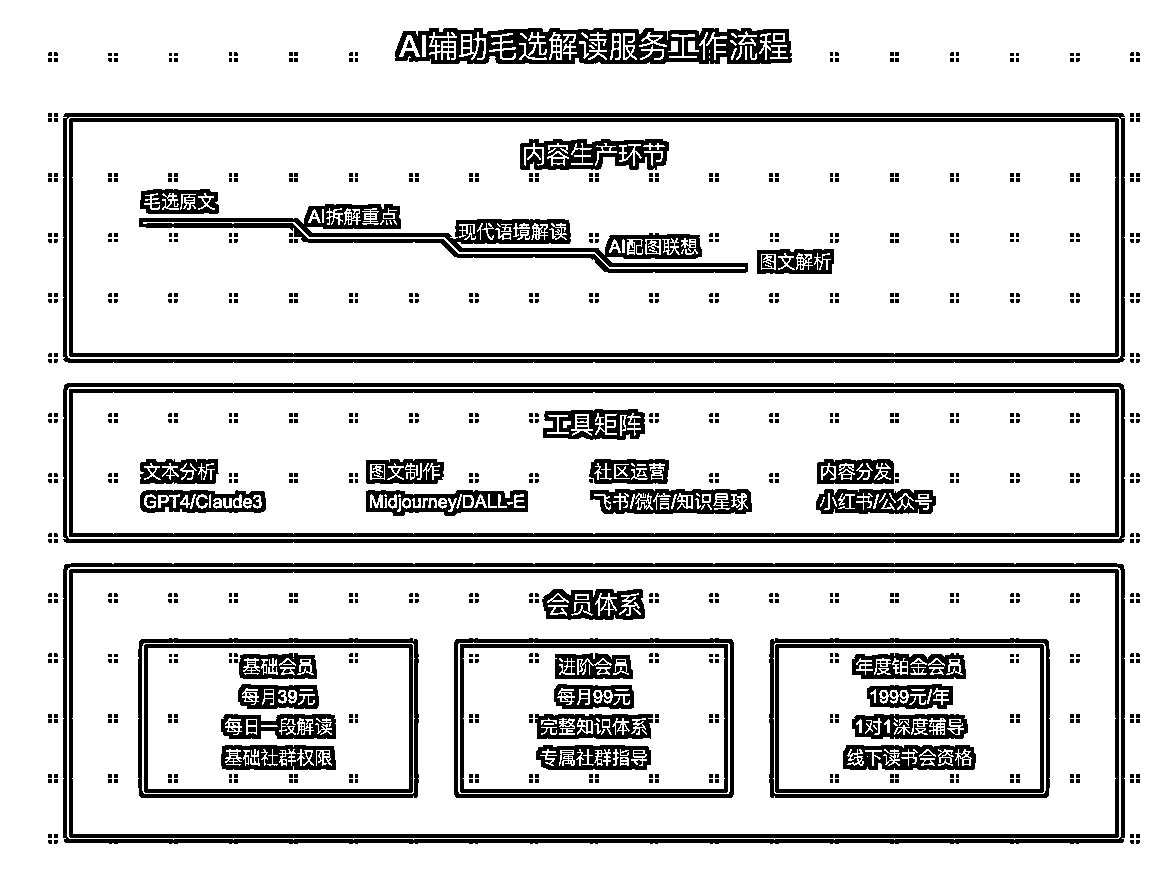 AI辅助毛选解读服务工作流程
内容生产环节
毛选原文
AI拆解重点
现代语境解读
AI配图联想
图文解析
工具矩阵
文本分析 图文制作 社区运营 内容分发
GPT4/Claude3 Midjourney/DALL-E 飞书/微信/知识星球 小红书/公众号
会员体系
基础会员
每月39元
每日一段解读
基础社群权限
进阶会员
每月99元
完整知识体系
专属社群指导
年度铂金会员
1999元/年
1对1深度辅导
线下读书会资格